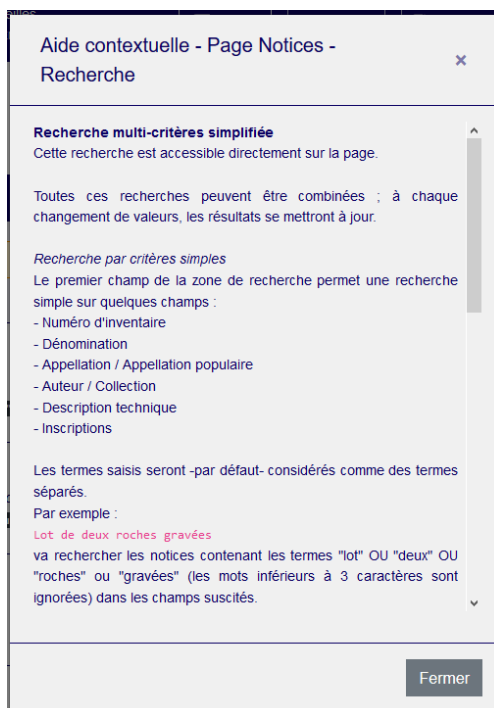 Aide contextuelle - Page Notices -
Recherche
×
Recherche multi-critères simplifiée
Cette recherche est accessible directement sur la page.
Toutes ces recherches peuvent être combinées ; à chaque
changement de valeurs, les résultats se mettront à jour.
Recherche par critères simples
Le premier champ de la zone de recherche permet une recherche
simple sur quelques champs :
- Numéro d'inventaire
- Dénomination
- Appellation / Appellation populaire
- Auteur / Collection
- Description technique
- Inscriptions
Les termes saisis seront -par défaut- considérés comme des termes
séparés.
Par exemple :
Lot de deux roches gravées
va rechercher les notices contenant les termes "lot" OU "deux" OU
"roches" ou "gravées" (les mots inférieurs à 3 caractères sont
ignorées) dans les champs suscités.
Fermer